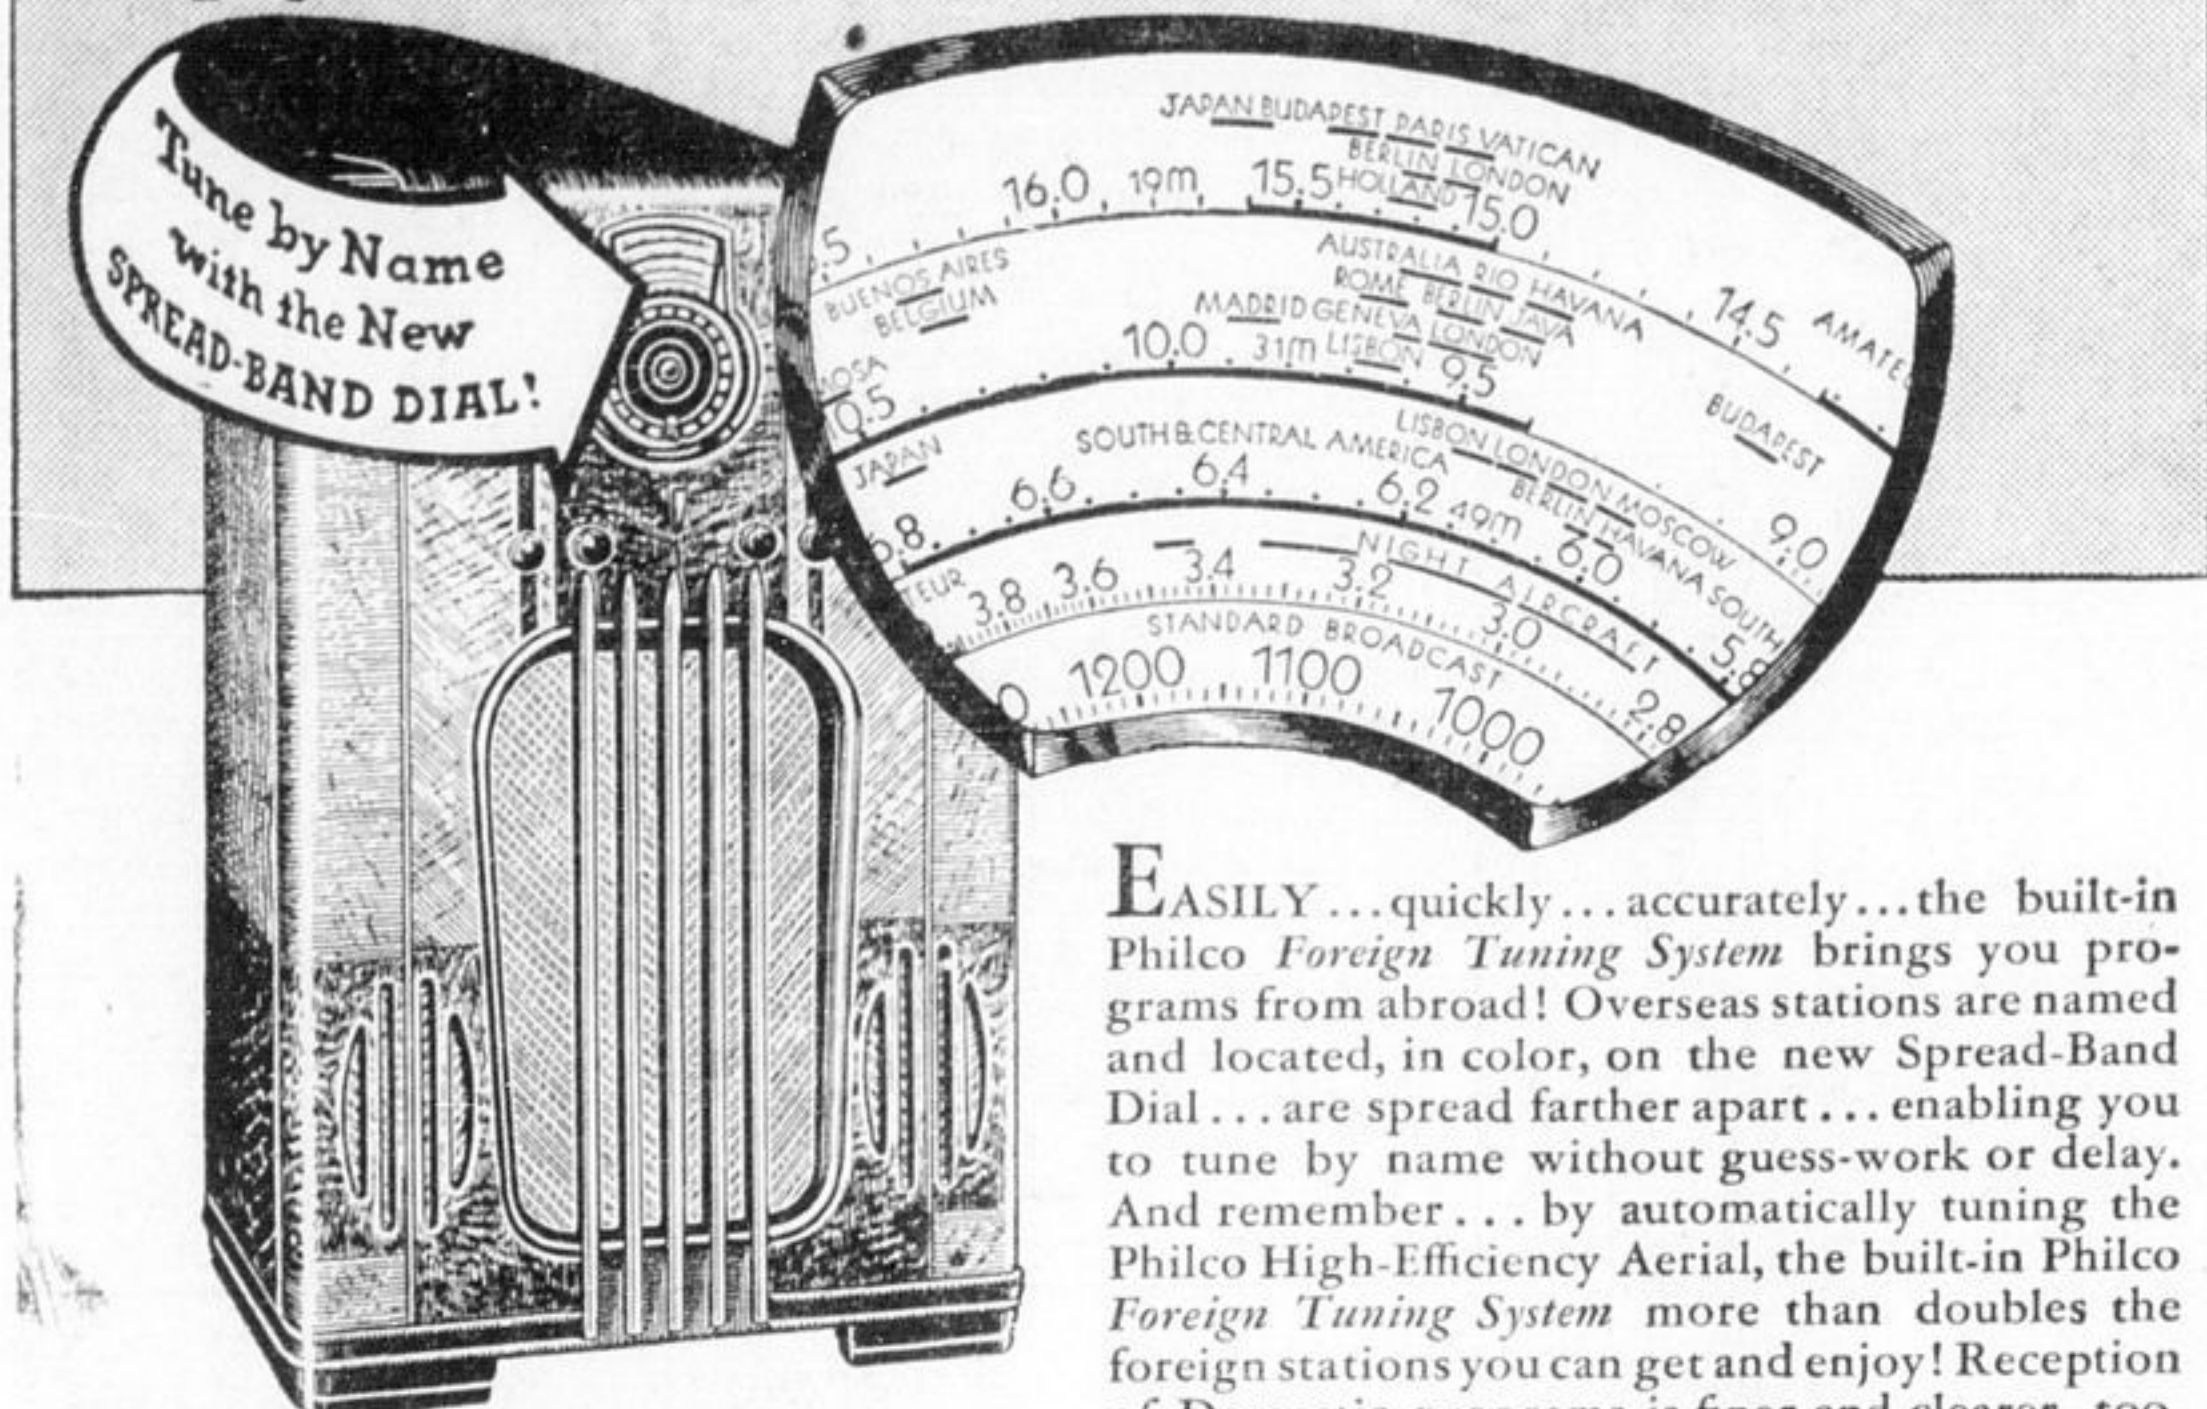 Tune by Name
with the New
SPREAD-BAND DIAL!
JAPAN BUDAPEST PARIS VATICAN
BERLIN LONDON
16.0 19m 15.5 HOLLAND 15.0
14.5 AMATE
BUENOS AIRES
BELGIUM
AUSTRALIA RIO HAVANA
ROME BERLIN JAVA
MADRID GENEVA LONDON
10.0 31m LISBON 9.5
BUDAPEST
9.0
JAPAN
SOUTH & CENTRAL AMERICA
LISBON LONDON MOSCOW
BERLIN HAVANA SOUTH
6.8 6.6 6.4 6.2 49m 6.0 5.8
TEUR
NIGHT AIRCRAFT
3.8 3.6 3.4 3.2 3.0 2.8
STANDARD BROADCAST
1200 1100 1000
EASILY...quickly...accurately...the built-in
Philco Foreign Tuning System brings you pro-
grams from abroad! Overseas stations are named
and located, in color, on the new Spread-Band
Dial...are spread farther apart...enabling you
to tune by name without guess-work or delay.
And remember...by automatically tuning the
Philco High-Efficiency Aerial, the built-in Philco
Foreign Tuning System more than doubles the
foreign stations you can get and enjoy! Reception